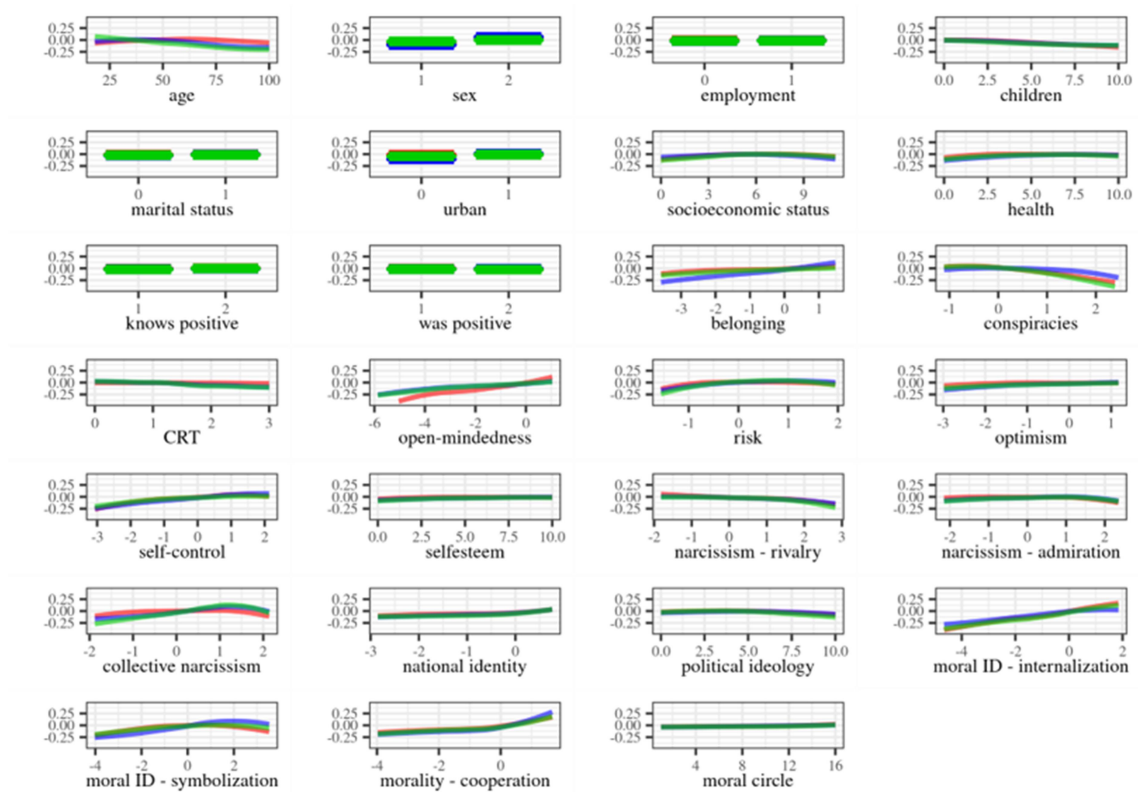 0.25 0.25 0.25 0.25
0.00 0.00 0.00 0.00
-0.25 -0.25 -0.25 -0.25
25 50 75 100 1 2 0 1 0.0 2.5 5.0 7.5 10.0
age sex employment children
0.25 0.25 0.25 0.25
0.00 0.00 0.00 0.00
-0.25 -0.25 -0.25 -0.25
0 1 0 1 0 3 6 9 0.0 2.5 5.0 7.5 10.0
marital status urban socioeconomic status health
0.25 0.25 0.25 0.25
0.00 0.00 0.00 0.00
-0.25 -0.25 -0.25 -0.25
1 2 1 2 -3 -2 -1 0 1 -1 0 1 2
knows positive was positive belonging conspiracies
0.25 0.25 0.25 0.25
0.00 0.00 0.00 0.00
-0.25 -0.25 -0.25 -0.25
0 1 2 3 -6 -4 -2 0 -1 0 1 2 -3 -2 -1 0 1
CRT open-mindedness risk optimism
0.25 0.25 0.25 0.25
0.00 0.00 0.00 0.00
-0.25 -0.25 -0.25 -0.25
-3 -2 -1 0 1 2 0.0 2.5 5.0 7.5 10.0 -2 -1 0 1 2 3 -2 -1 0 1 2
self-control selfesteem narcissism - rivalry narcissism - admiration
0.25 0.25 0.25 0.25
0.00 0.00 0.00 0.00
-0.25 -0.25 -0.25 -0.25
-2 -1 0 1 2 -3 -2 -1 0 0.0 2.5 5.0 7.5 10.0 -4 -2 0 2
collective narcissism national identity political ideology moral ID - internalization
0.25 0.25 0.25
0.00 0.00 0.00
-0.25 -0.25 -0.25
-4 -2 0 2 -4 -2 0 4 8 12 16
moral ID - symbolization morality - cooperation moral circle